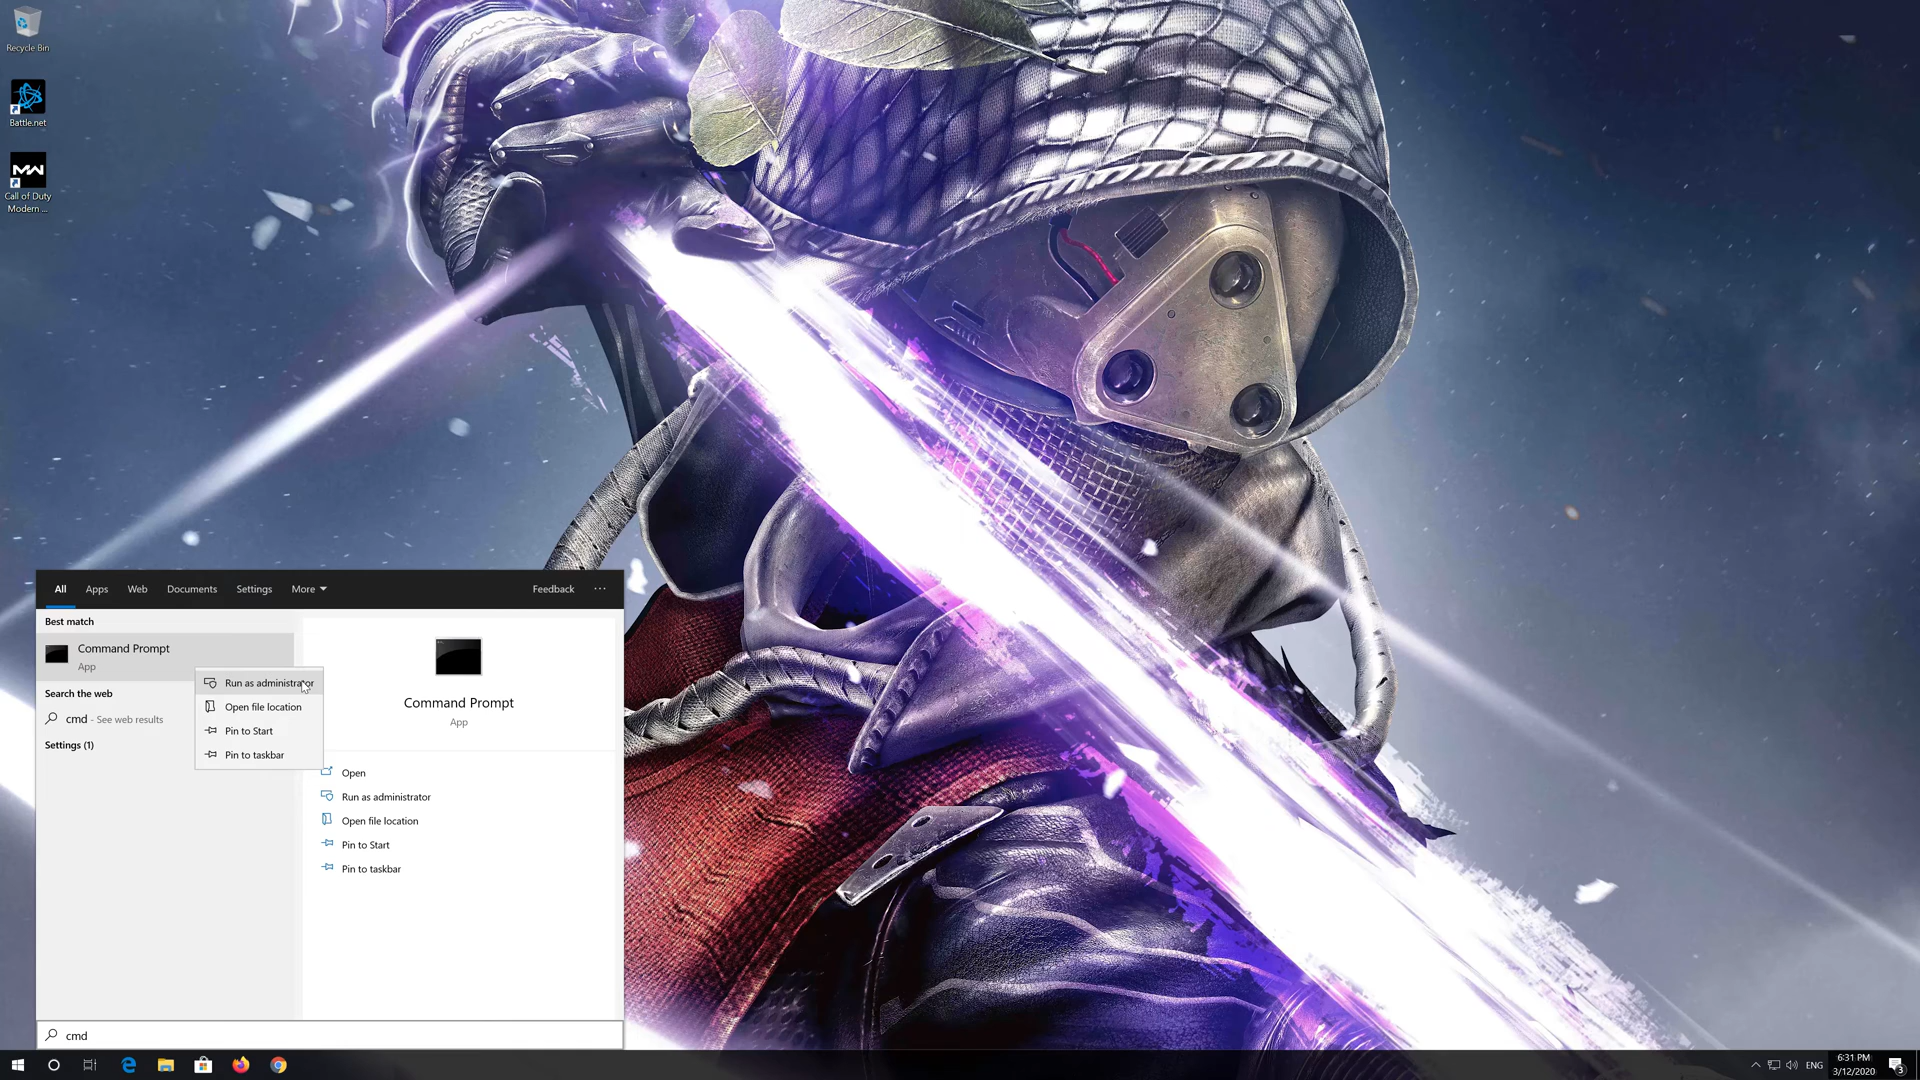 Recycle Bin
Battle.net
MW
Call of Duty
Modern ...
All
Apps
Web
Documents
Settings
More
Feedback
...
Best match
Command Prompt
App
Search the web
cmd - See web results
Settings (1)
Run as administrator
Open file location
Pin to Start
Pin to taskbar
Command Prompt
App
Open
Run as administrator
Open file location
Pin to Start
Pin to taskbar
cmd
ENG
6:31 PM
3/12/2020
3